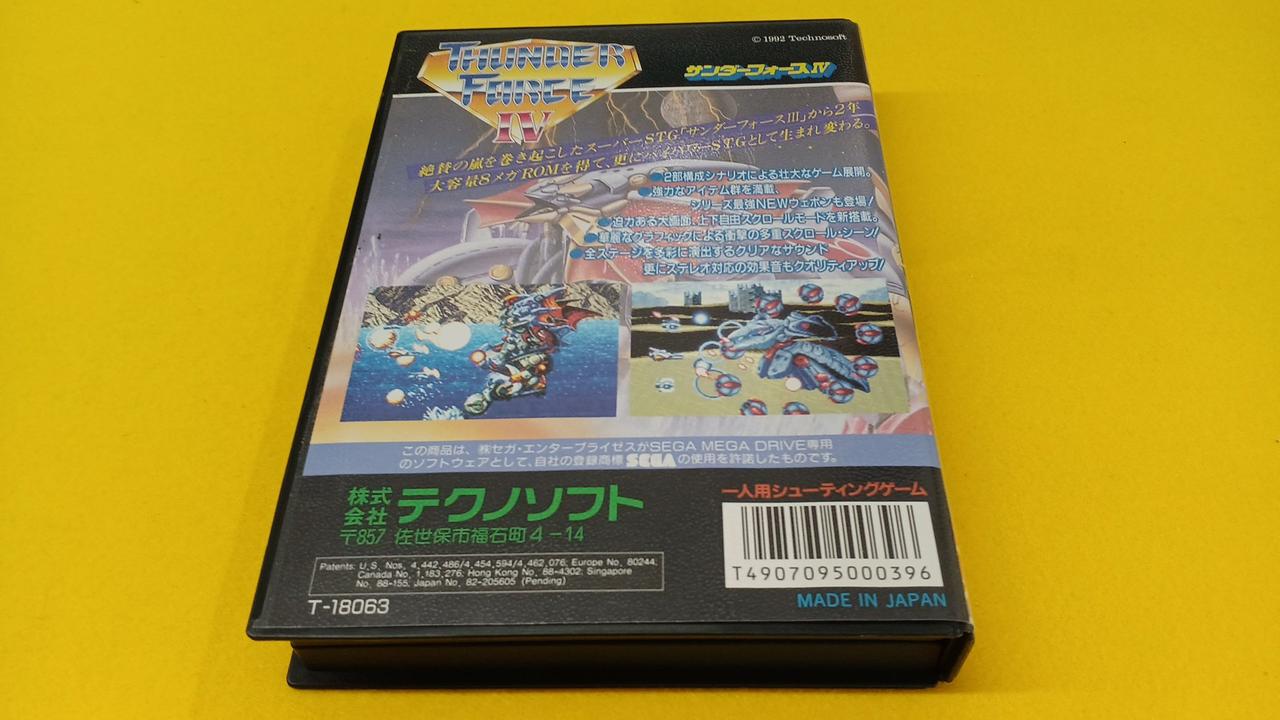 © 1992 Technosoft
THUNDER
FORCE
IV
サンダーフォースIV
絶賛の嵐を巻き起こしたスーパーSTG「サンダーフォースIII」から2年
大容量8メガROMを得て、更にハイパーSTGとして生まれ変わる。
●2部構成シナリオによる壮大なゲーム展開。
●強力なアイテム群を満載、
シリーズ最強NEWウェポンも登場!
●迫力ある大画面、上下自由スクロールモードを新搭載。
●華麗なグラフィックによる衝撃の多重スクロール・シーン!
●全ステージを多彩に演出するクリアなサウンド
更にステレオ対応の効果音もクオリティアップ!
この商品は、㈱セガ・エンタープライゼスがSEGA MEGA DRIVE専用
のソフトウェアとして、自社の登録商標 SEGA の使用を許諾したものです。
株式会社 テクノソフト
〒857 佐世保市福石町4-14
一人用シューティングゲーム
Patents: U.S. Nos. 4,442,486/4,454,594/4,462,076; Europe No. 80244;
Canada No. 1,183,276; Hong Kong No. 88-4302; Singapore
No. 88-155; Japan No. 82-205605 (Pending)
T4907095000396
T-18063
MADE IN JAPAN